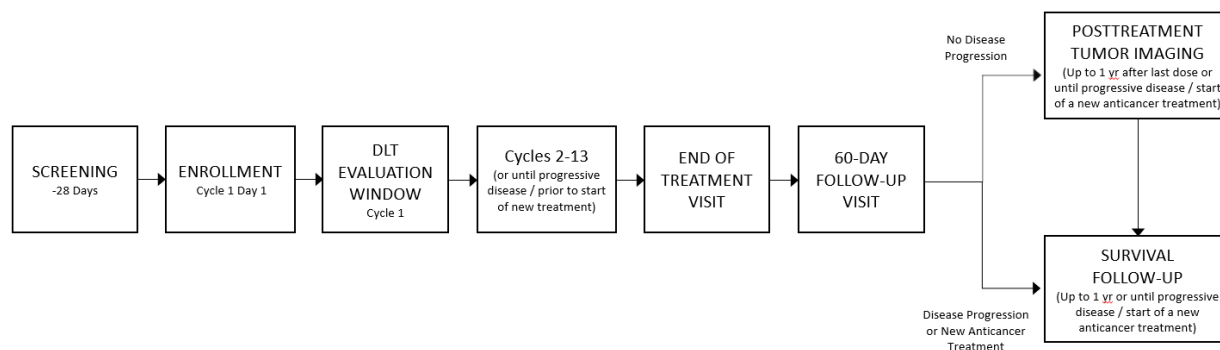 SCREENING
-28 Days
ENROLLMENT
Cycle 1 Day 1
DLT
EVALUATION
WINDOW
Cycle 1
Cycles 2-13
(or until progressive
disease / prior to start
of new treatment)
END OF
TREATMENT
VISIT
60-DAY
FOLLOW-UP
VISIT
No Disease
Progression
POSTTREATMENT
TUMOR IMAGING
(Up to 1 yr after last dose or
until progressive disease / start
of a new anticancer treatment)
Disease Progression
or New Anticancer
Treatment
SURVIVAL
FOLLOW-UP
(Up to 1 yr or until progressive
disease / start of a new
anticancer treatment)